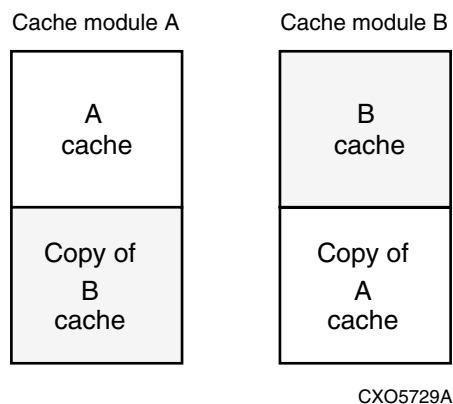 Cache module A
Cache module B
A
cache
B
cache
Copy of
B
cache
Copy of
A
cache
CXO5729A